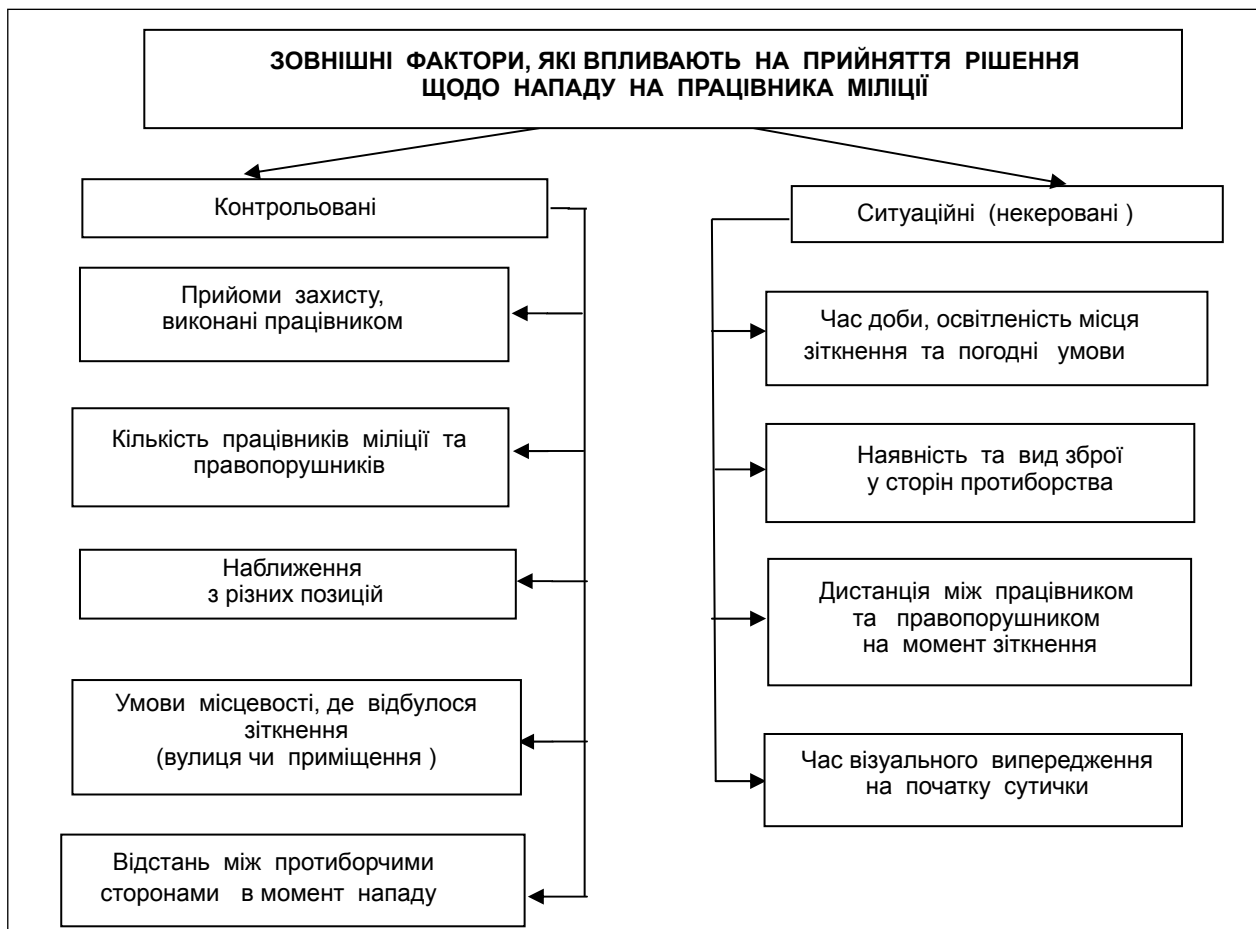 ЗОВНІШНІ ФАКТОРИ, ЯКІ ВПЛИВАЮТЬ НА ПРИЙНЯТТЯ РІШЕННЯ
ЩОДО НАПАДУ НА ПРАЦІВНИКА МІЛІЦІЇ
Контрольовані
Прийоми захисту,
виконані працівником
Кількість працівників міліції та
правопорушників
Наближення
з різних позицій
Умови місцевості, де відбулося
зіткнення
(вулиця чи приміщення )
Відстань між протиборчими
сторонами в момент нападу
Ситуаційні (некеровані )
Час доби, освітленість місця
зіткнення та погодні умови
Наявність та вид зброї
у сторін протиборства
Дистанція між працівником
та правопорушником
на момент зіткнення
Час візуального випередження
на початку сутички